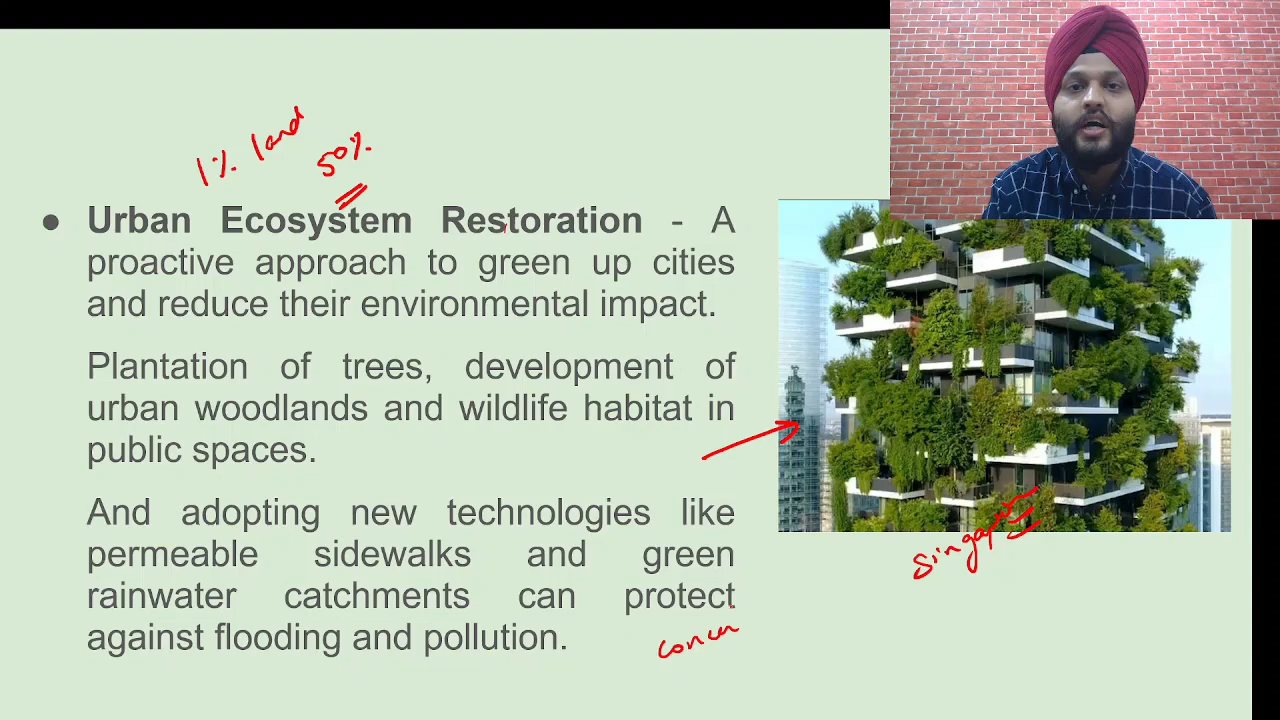 1% land
50%
● Urban Ecosystem Restoration - A
proactive approach to green up cities
and reduce their environmental impact.
Plantation of trees, development of
urban woodlands and wildlife habitat in
public spaces.
And adopting new technologies like
permeable sidewalks and green
rainwater catchments can protect
against flooding and pollution.